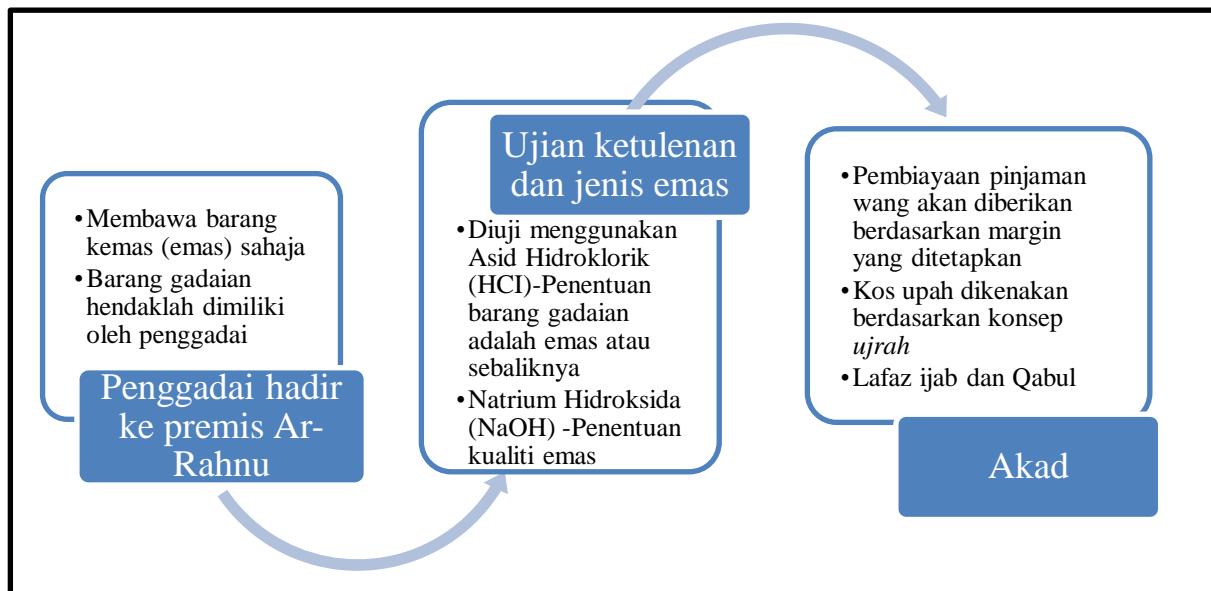 •Membawa barang
kemas (emas) sahaja
•Barang gadaian
hendaklah dimiliki
oleh penggadai
Penggadai hadir
ke premis Ar-
Rahnu
Ujian ketulenan
dan jenis emas
•Diuji menggunakan
Asid Hidroklorik
(HCI)-Penentuan
barang gadaian
adalah emas atau
sebaliknya
•Natrium Hidroksida
(NaOH) -Penentuan
kualiti emas
•Pembiayaan pinjaman
wang akan diberikan
berdasarkan margin
yang ditetapkan
•Kos upah dikenakan
berdasarkan konsep
ujrah
•Lafaz ijab dan Qabul
Akad